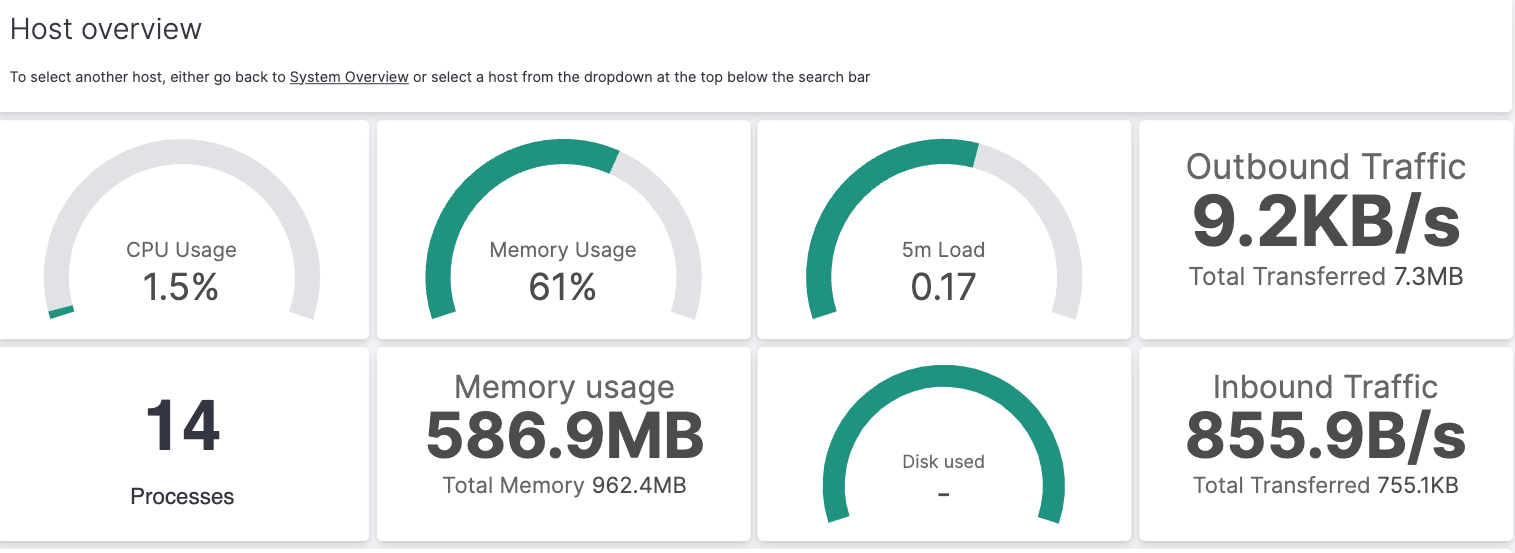 Host overview
To select another host, either go back to System Overview or select a host from the dropdown at the top below the search bar
CPU Usage
1.5%
Memory Usage
61%
5m Load
0.17
Outbound Traffic
9.2KB/s
Total Transferred 7.3MB
14
Processes
Memory usage
586.9MB
Total Memory 962.4MB
Disk used
-
Inbound Traffic
855.9B/s
Total Transferred 755.1KB